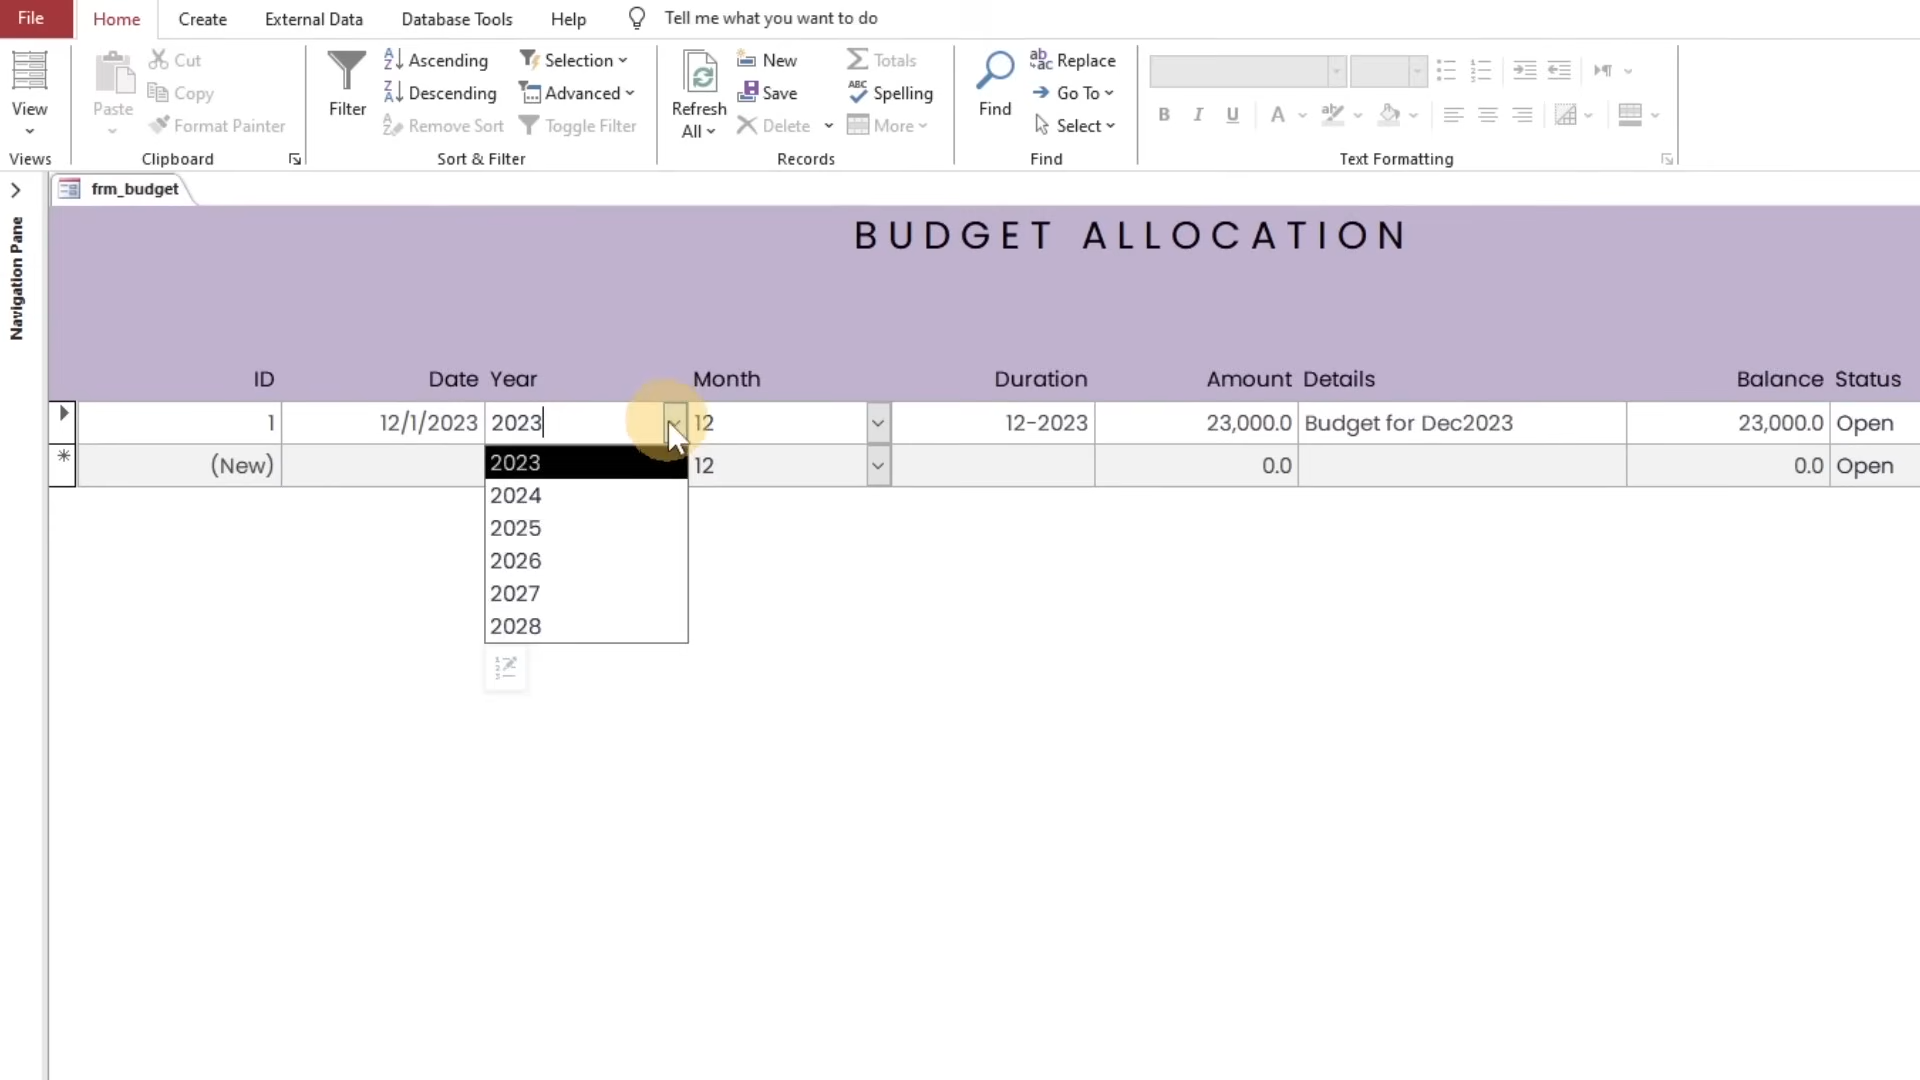 File Home Create External Data Database Tools Help Tell me what you want to do
View
Views
Paste
Cut
Copy
Format Painter
Clipboard
Filter
Ascending
Descending
Remove Sort
Selection
Advanced
Toggle Filter
Sort & Filter
Refresh
All
New
Save
Delete
Totals
Spelling
More
Records
Find
Replace
Go To
Select
Find
B I U A
Text Formatting
frm_budget
Navigation Pane
BUDGET ALLOCATION
ID Date Year Month Duration Amount Details Balance Status
1 12/1/2023 2023 12 12-2023 23,000.0 Budget for Dec2023 23,000.0 Open
(New) 12 0.0 0.0 Open
2023
2024
2025
2026
2027
2028